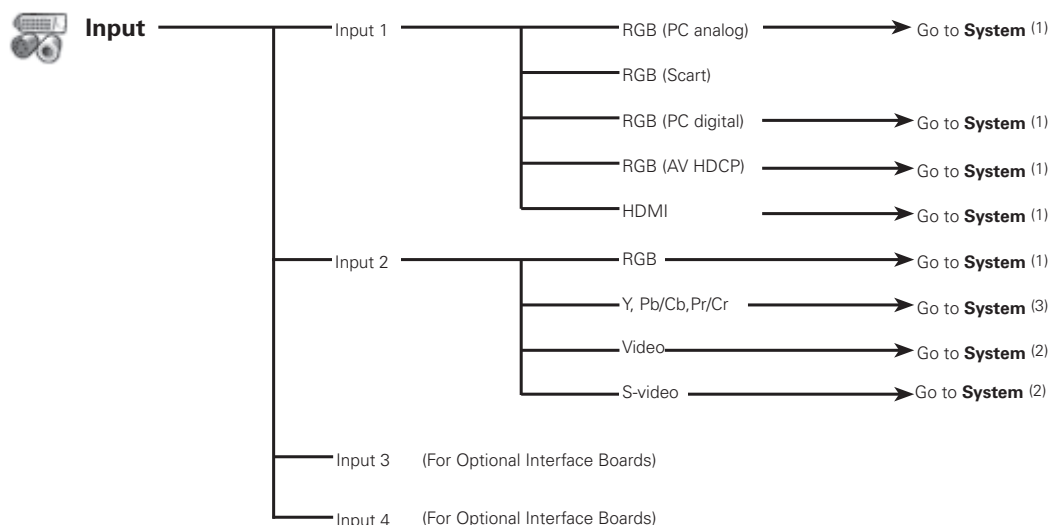 Input
Input 1
RGB (PC analog) Go to System (1)
RGB (Scart)
RGB (PC digital) Go to System (1)
RGB (AV HDCP) Go to System (1)
HDMI Go to System (1)
Input 2
RGB Go to System (1)
Y, Pb/Cb,Pr/Cr Go to System (3)
Video Go to System (2)
S-video Go to System (2)
Input 3 (For Optional Interface Boards)
Input 4 (For Optional Interface Boards)